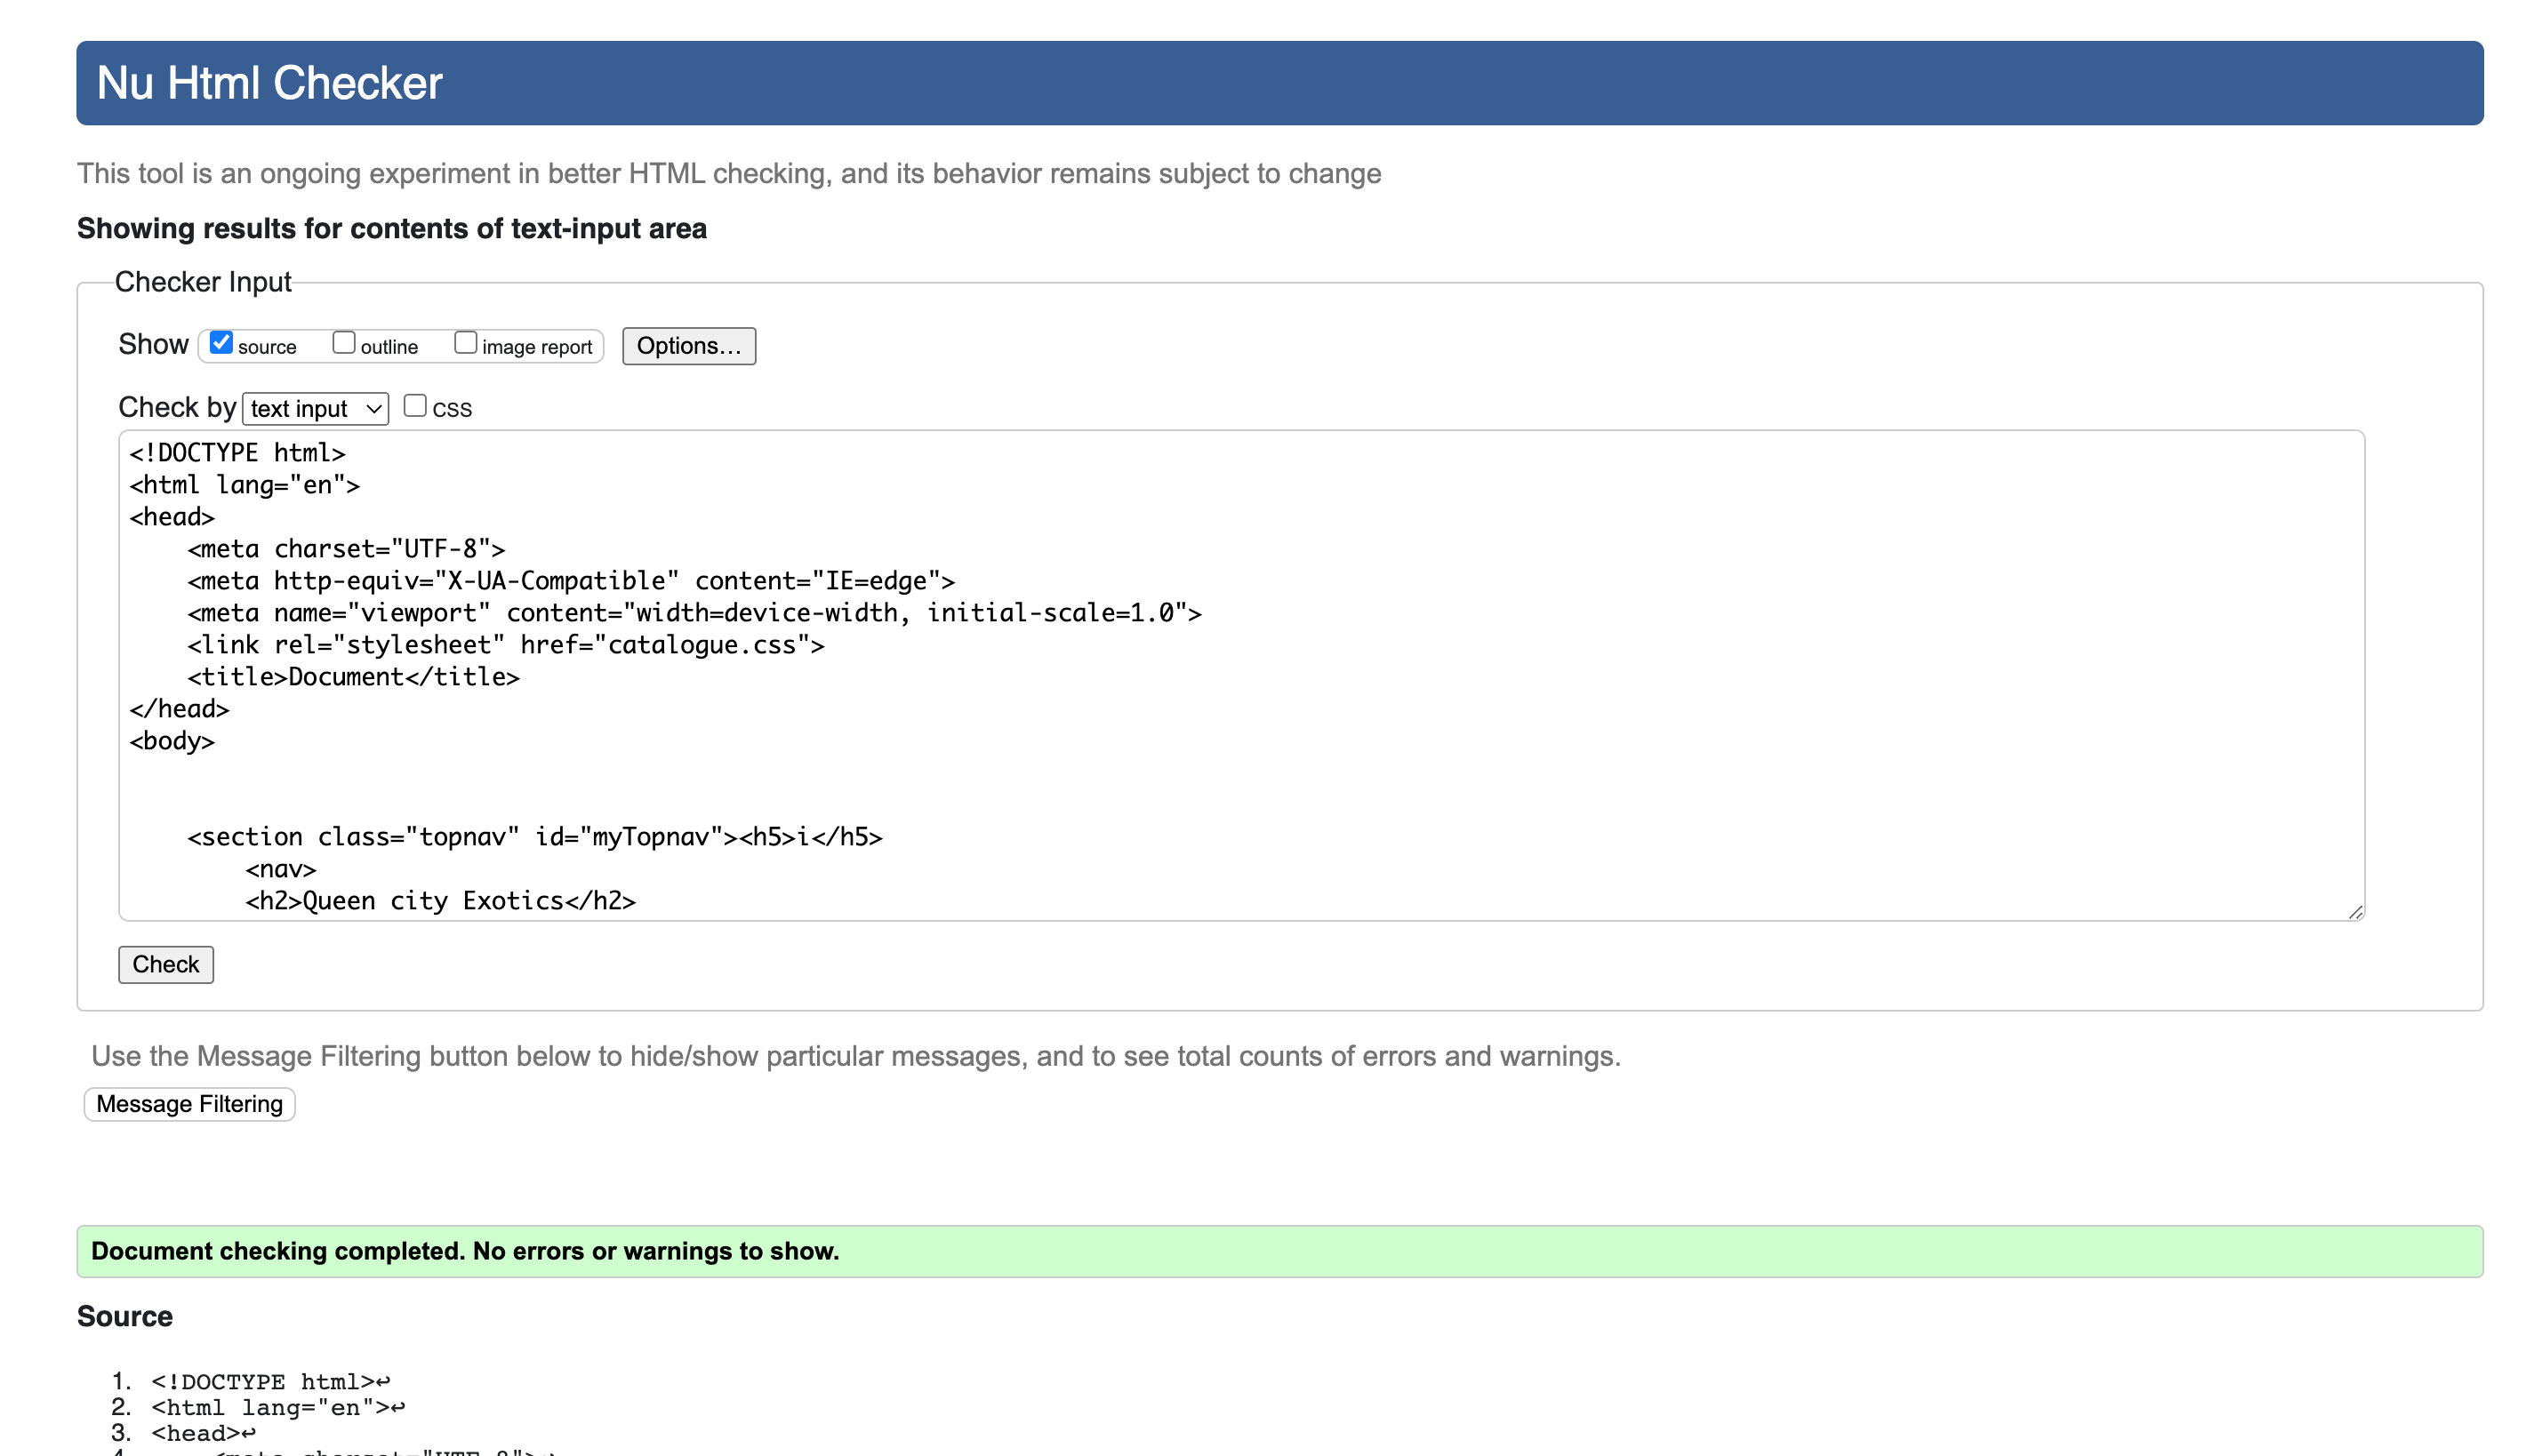 Nu Html Checker
This tool is an ongoing experiment in better HTML checking, and its behavior remains subject to change
Showing results for contents of text-input area
Checker Input
Show source outline image report Options...
Check by text input CSS
<!DOCTYPE html>
<html lang="en">
<head>
    <meta charset="UTF-8">
    <meta http-equiv="X-UA-Compatible" content="IE=edge">
    <meta name="viewport" content="width=device-width, initial-scale=1.0">
    <link rel="stylesheet" href="catalogue.css">
    <title>Document</title>
</head>
<body>
    <section class="topnav" id="myTopnav"><h5>i</h5>
        <nav>
        <h2>Queen city Exotics</h2>
Check
Use the Message Filtering button below to hide/show particular messages, and to see total counts of errors and warnings.
Message Filtering
Document checking completed. No errors or warnings to show.
Source
1. <!DOCTYPE html>↩
2. <html lang="en">↩
3. <head>↩